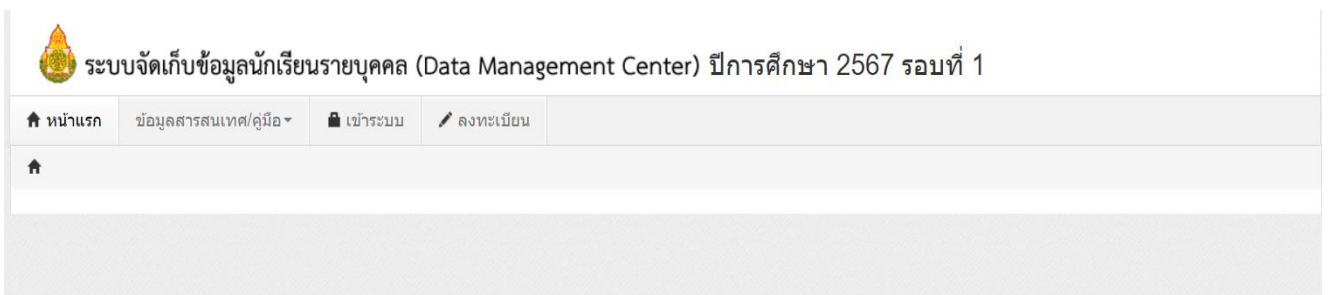 ระบบจัดเก็บข้อมูลนักเรียนรายบุคคล (Data Management Center) ปีการศึกษา 2567 รอบที่ 1
หน้าแรก ข้อมูลสารสนเทศ/คู่มือ เข้าระบบ ลงทะเบียน